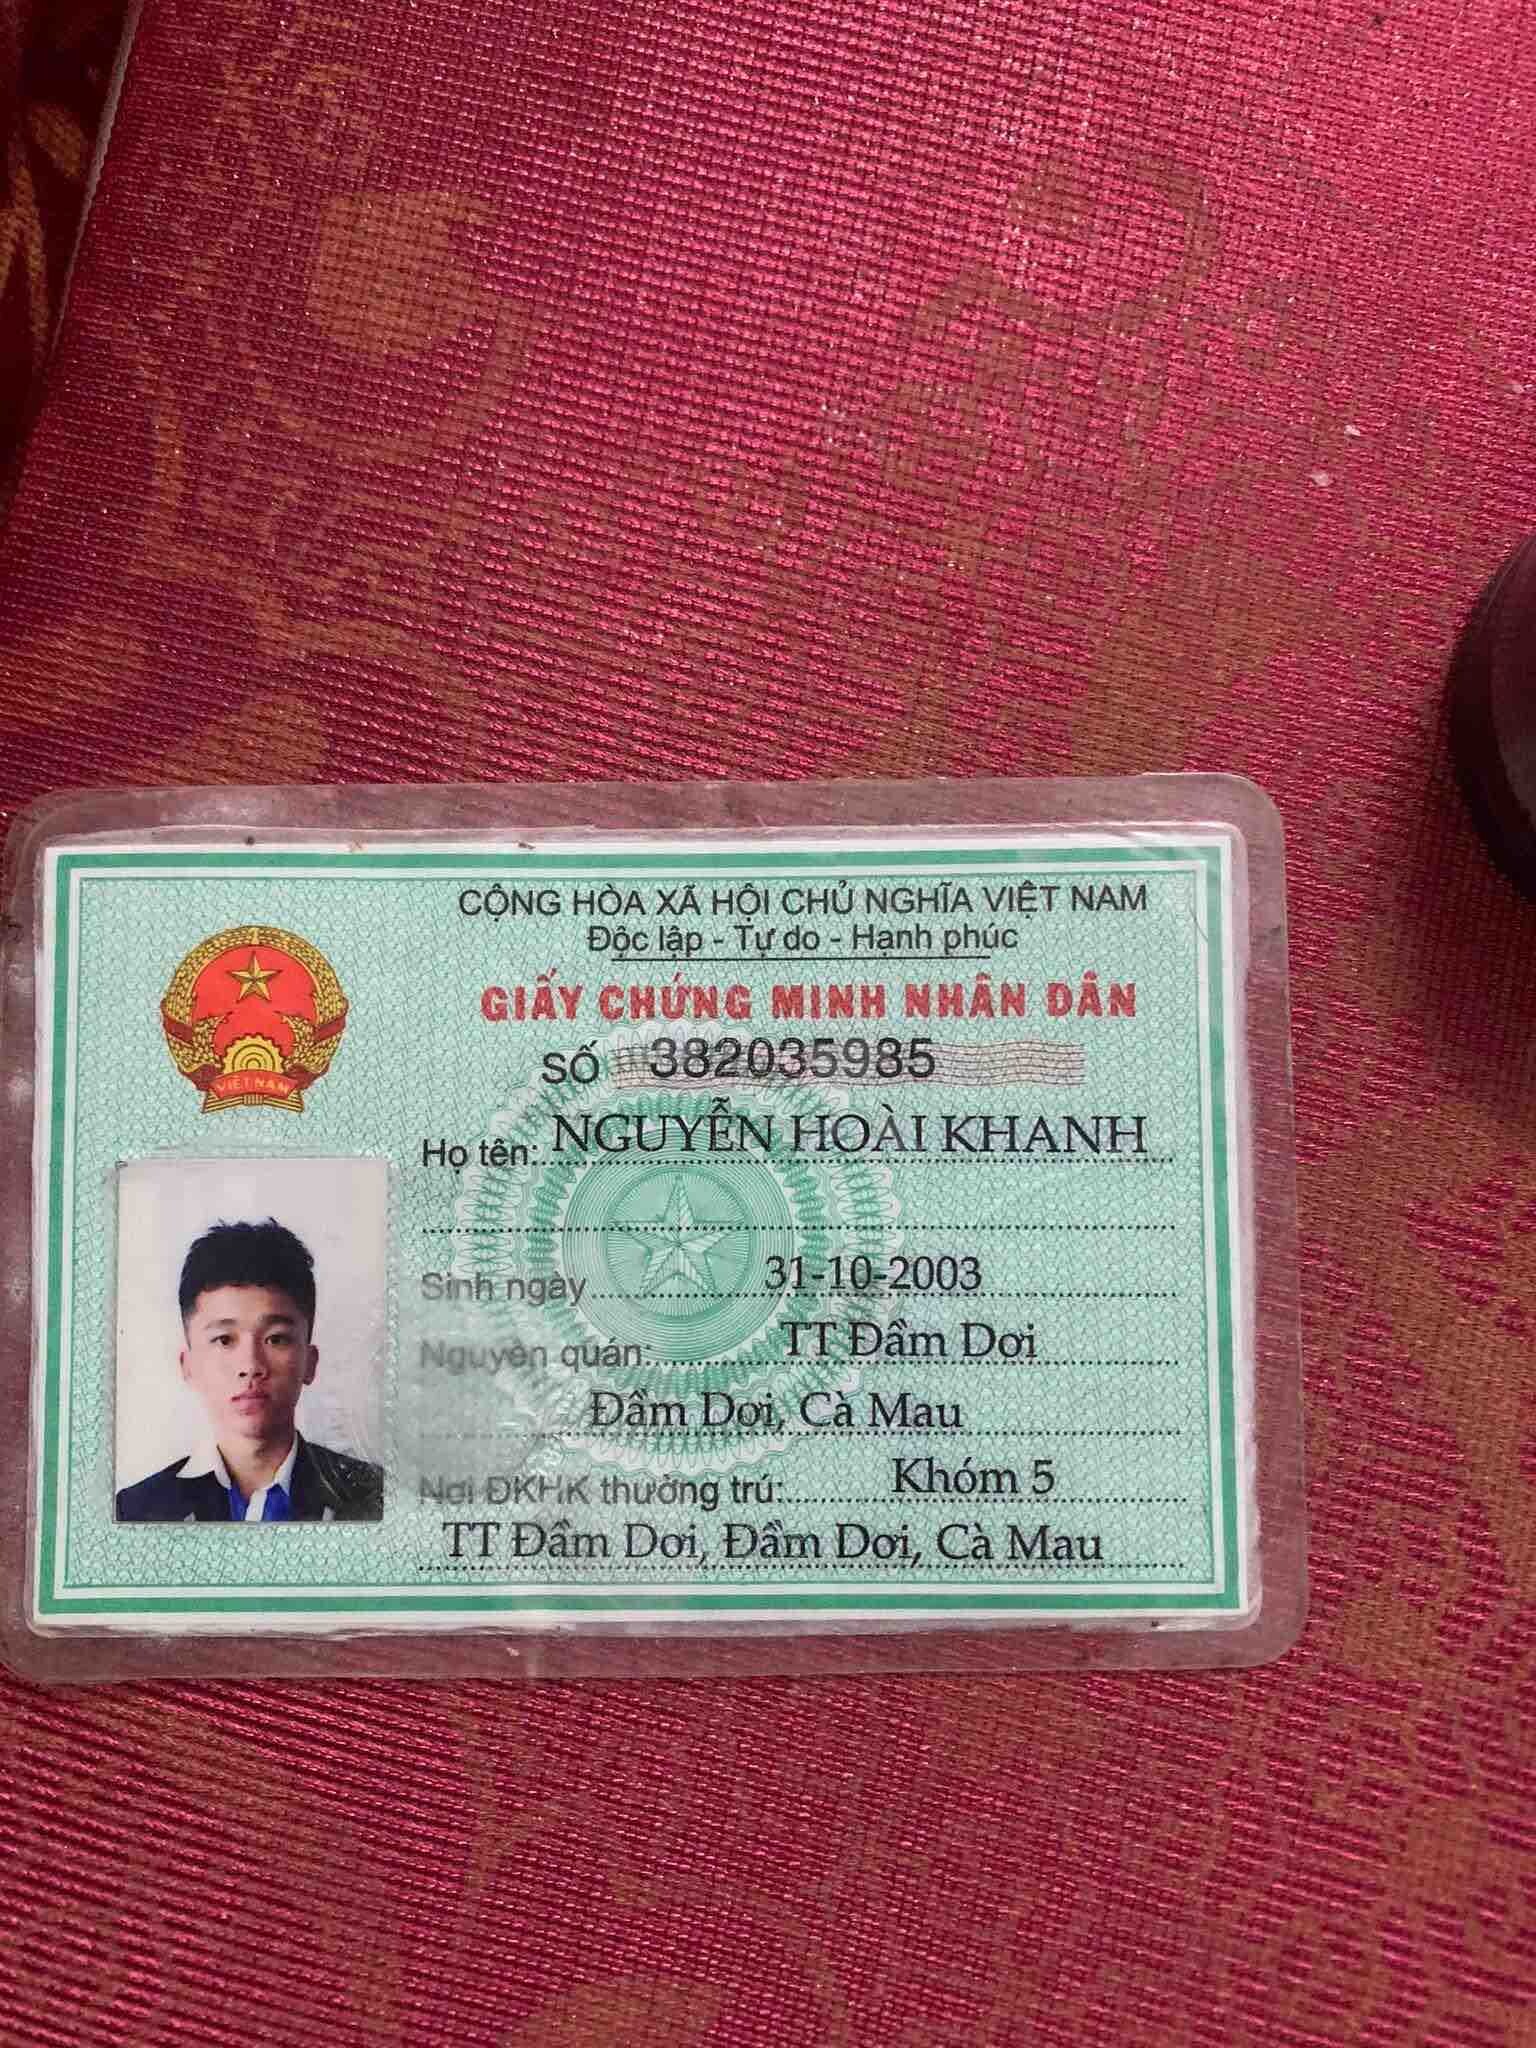 CỘNG HÒA XÃ HỘI CHỦ NGHĨA VIỆT NAM
Độc lập - Tự do - Hạnh phúc
GIẤY CHỨNG MINH NHÂN DÂN
SỐ 382035985
VIỆT NAM
Họ tên: NGUYỄN HOÀI KHANH
Sinh ngày 31-10-2003
Nguyên quán: TT Đầm Dơi
Đầm Dơi, Cà Mau
Nơi ĐKHK thường trú: Khóm 5
TT Đầm Dơi, Đầm Dơi, Cà Mau